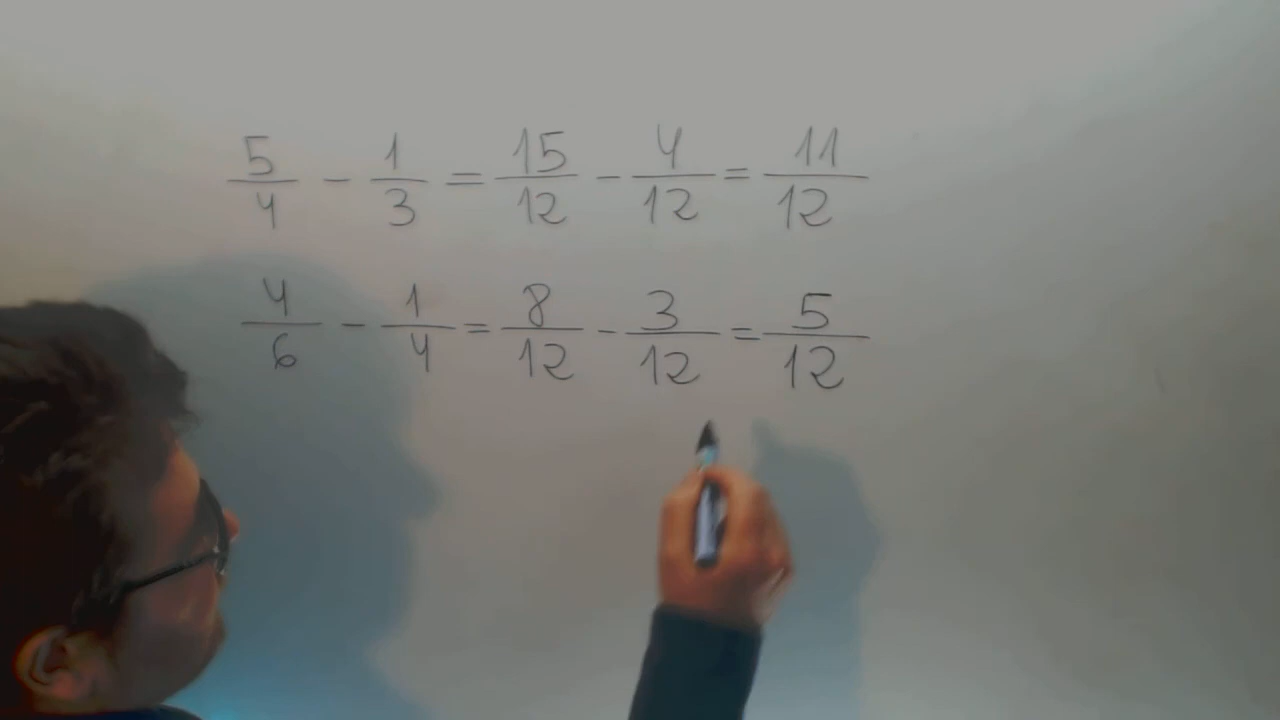 5/4 - 1/3 = 15/12 - 4/12 = 11/12
4/6 - 1/4 = 8/12 - 3/12 = 5/12